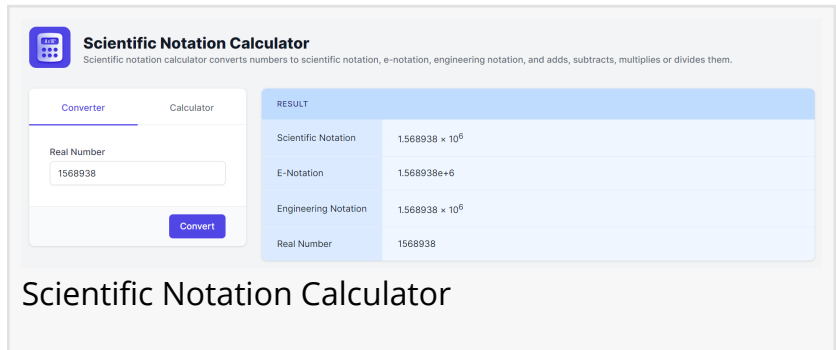 Scientific Notation Calculator
Scientific notation calculator converts numbers to scientific notation, e-notation, engineering notation, and adds, subtracts, multiplies or divides them.
Converter Calculator
Real Number
1568938
Convert
RESULT
Scientific Notation 1.568938 × 10⁶
E-Notation 1.568938e+6
Engineering Notation 1.568938 × 10⁶
Real Number 1568938
Scientific Notation Calculator